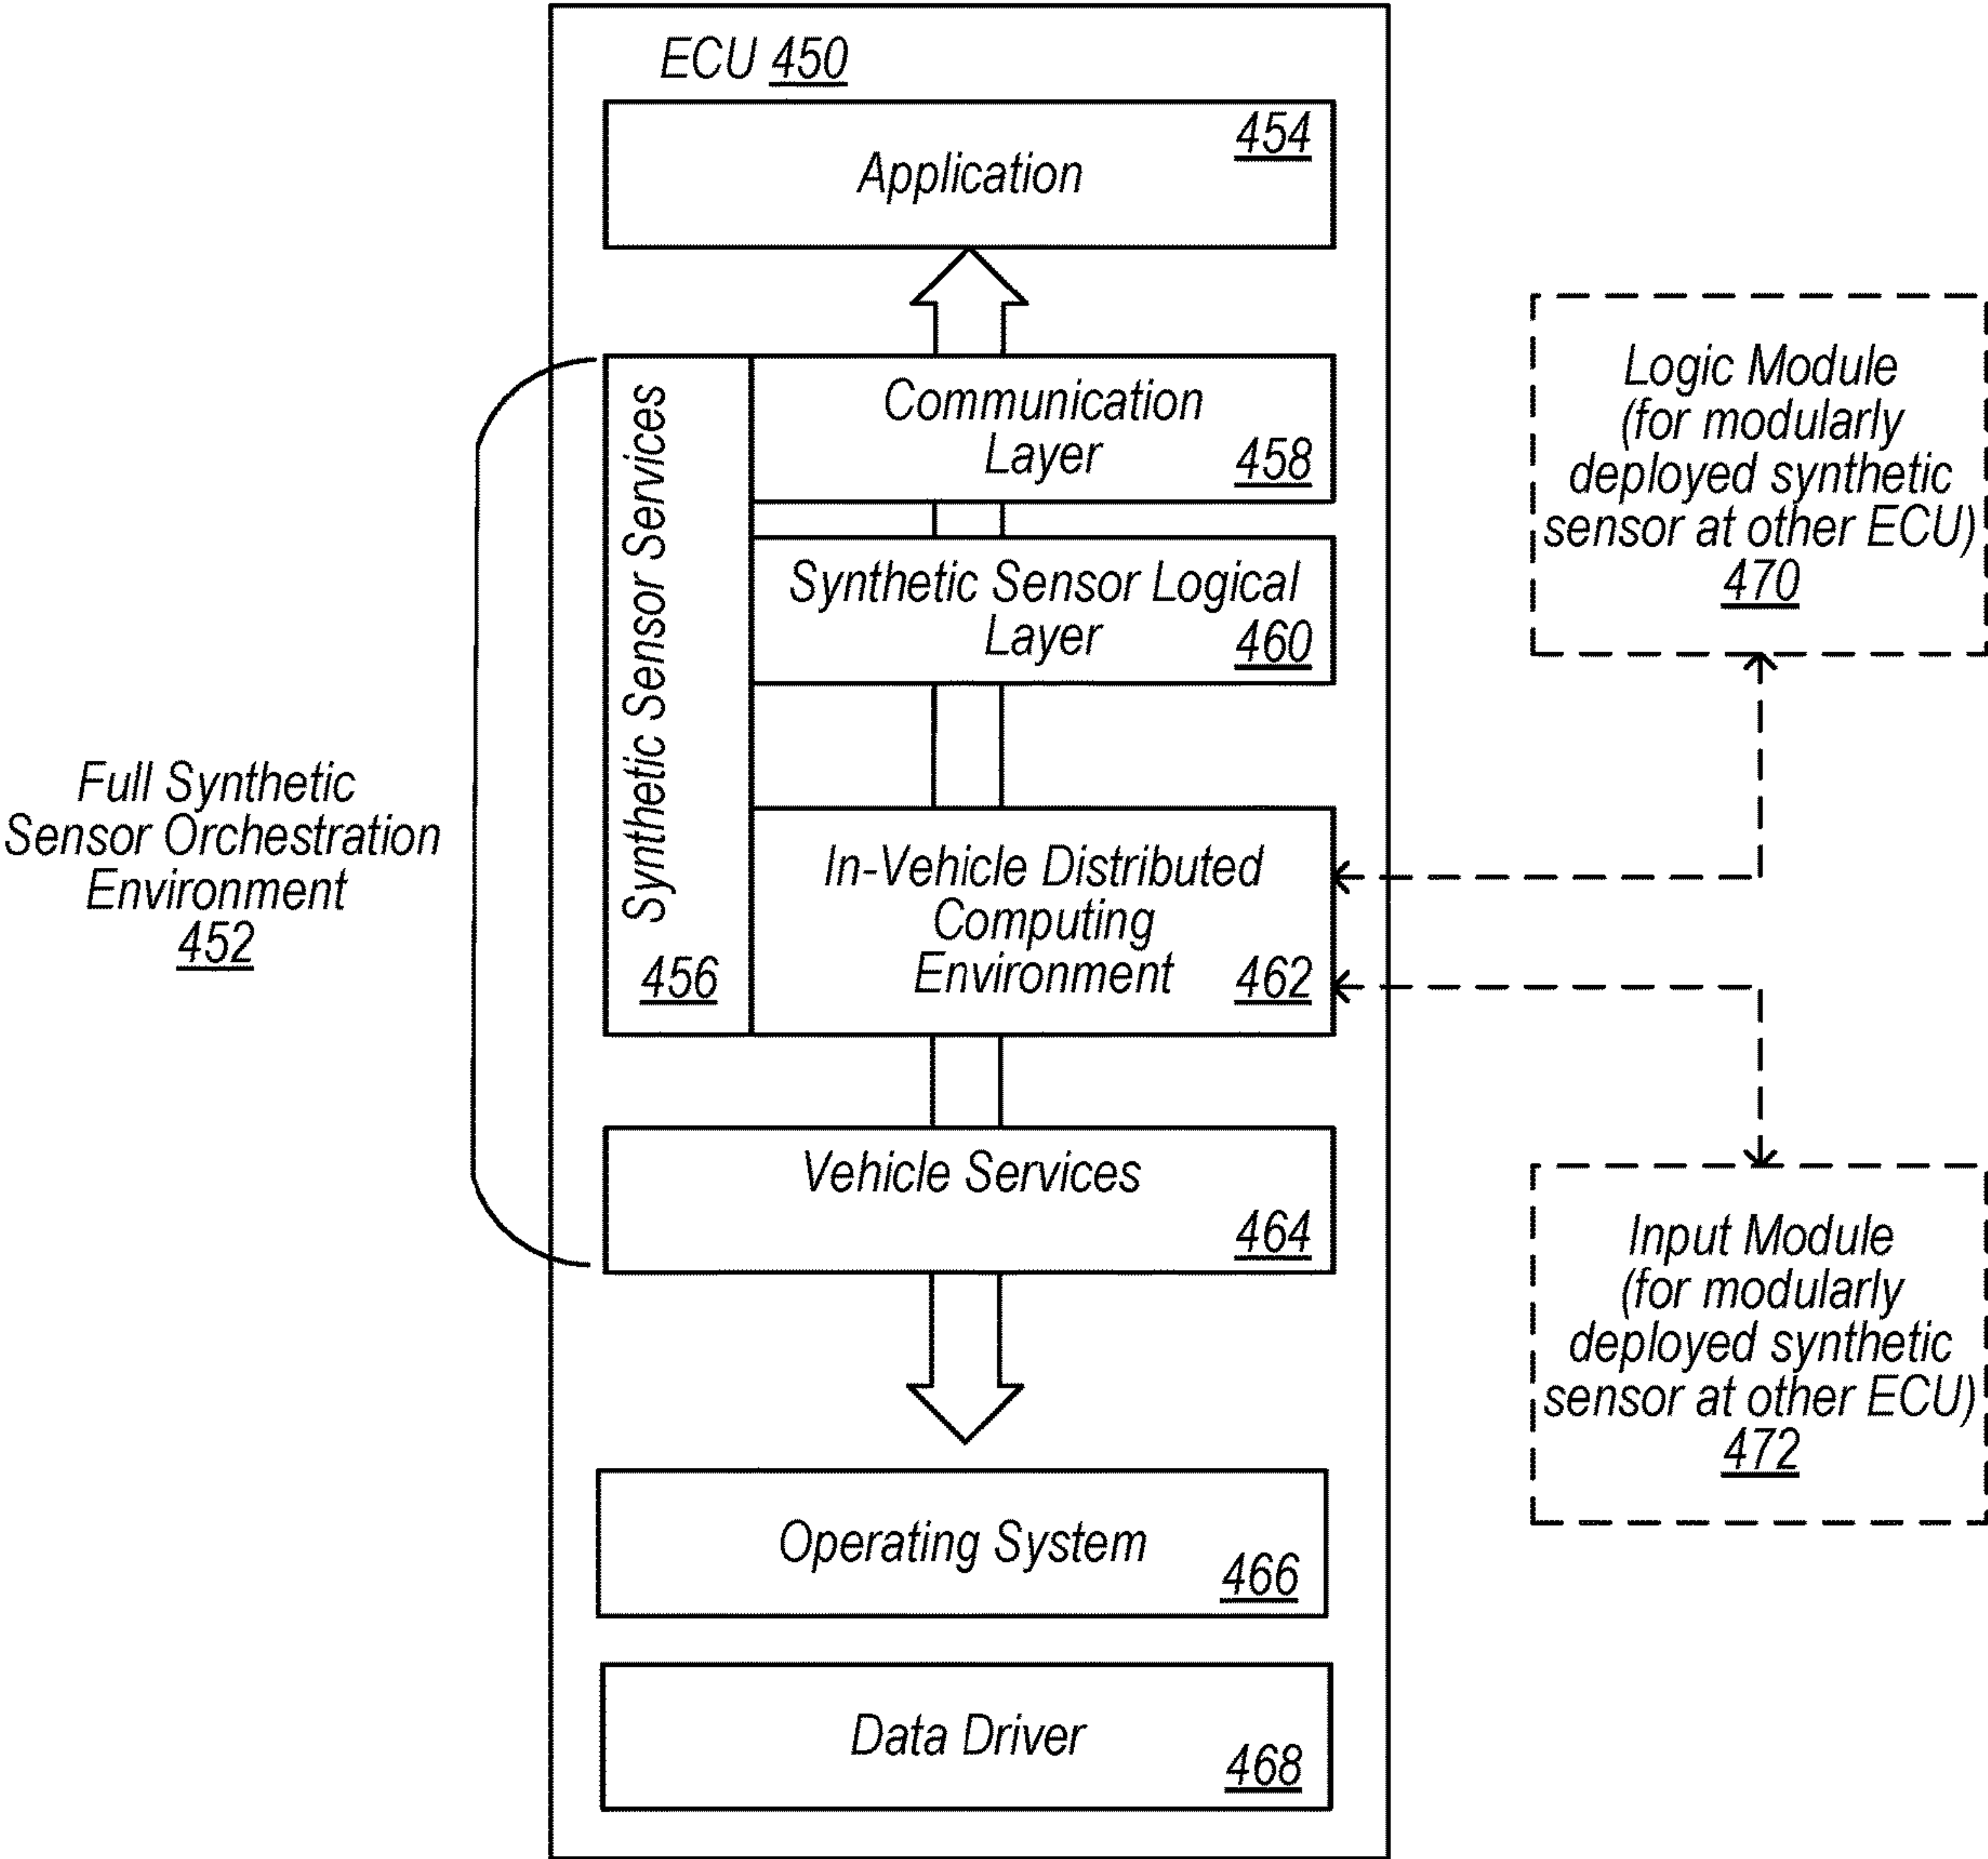 ECU 450
454
Application
Communication
Layer 458
Synthetic Sensor Services
456
Synthetic Sensor Logical
Layer 460
In-Vehicle Distributed
Computing
Environment 462
Full Synthetic
Sensor Orchestration
Environment
452
Vehicle Services
464
Operating System
466
Data Driver
468
Logic Module
(for modularly
deployed synthetic
sensor at other ECU)
470
Input Module
(for modularly
deployed synthetic
sensor at other ECU)
472